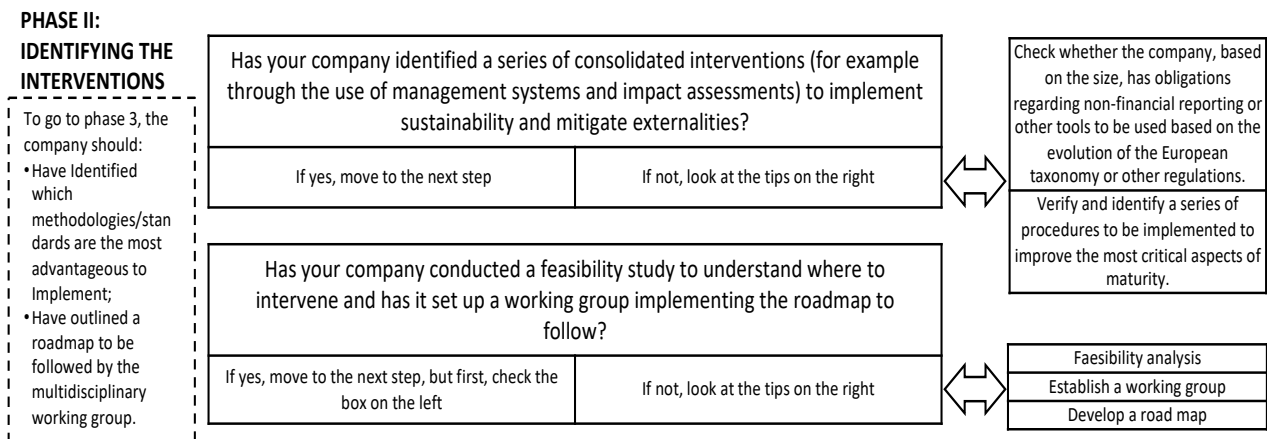 PHASE II:
IDENTIFYING THE
INTERVENTIONS
To go to phase 3, the
company should:
•Have Identified
which
methodologies/stan
dards are the most
advantageous to
Implement;
•Have outlined a
roadmap to be
followed by the
multidisciplinary
working group.
Has your company identified a series of consolidated interventions (for example
through the use of management systems and impact assessments) to implement
sustainability and mitigate externalities?
If yes, move to the next step
If not, look at the tips on the right
Check whether the company, based
on the size, has obligations
regarding non-financial reporting or
other tools to be used based on the
evolution of the European
taxonomy or other regulations.
Verify and identify a series of
procedures to be implemented to
improve the most critical aspects of
maturity.
Has your company conducted a feasibility study to understand where to
intervene and has it set up a working group implementing the roadmap to
follow?
If yes, move to the next step, but first, check the
box on the left
If not, look at the tips on the right
Faesibility analysis
Establish a working group
Develop a road map